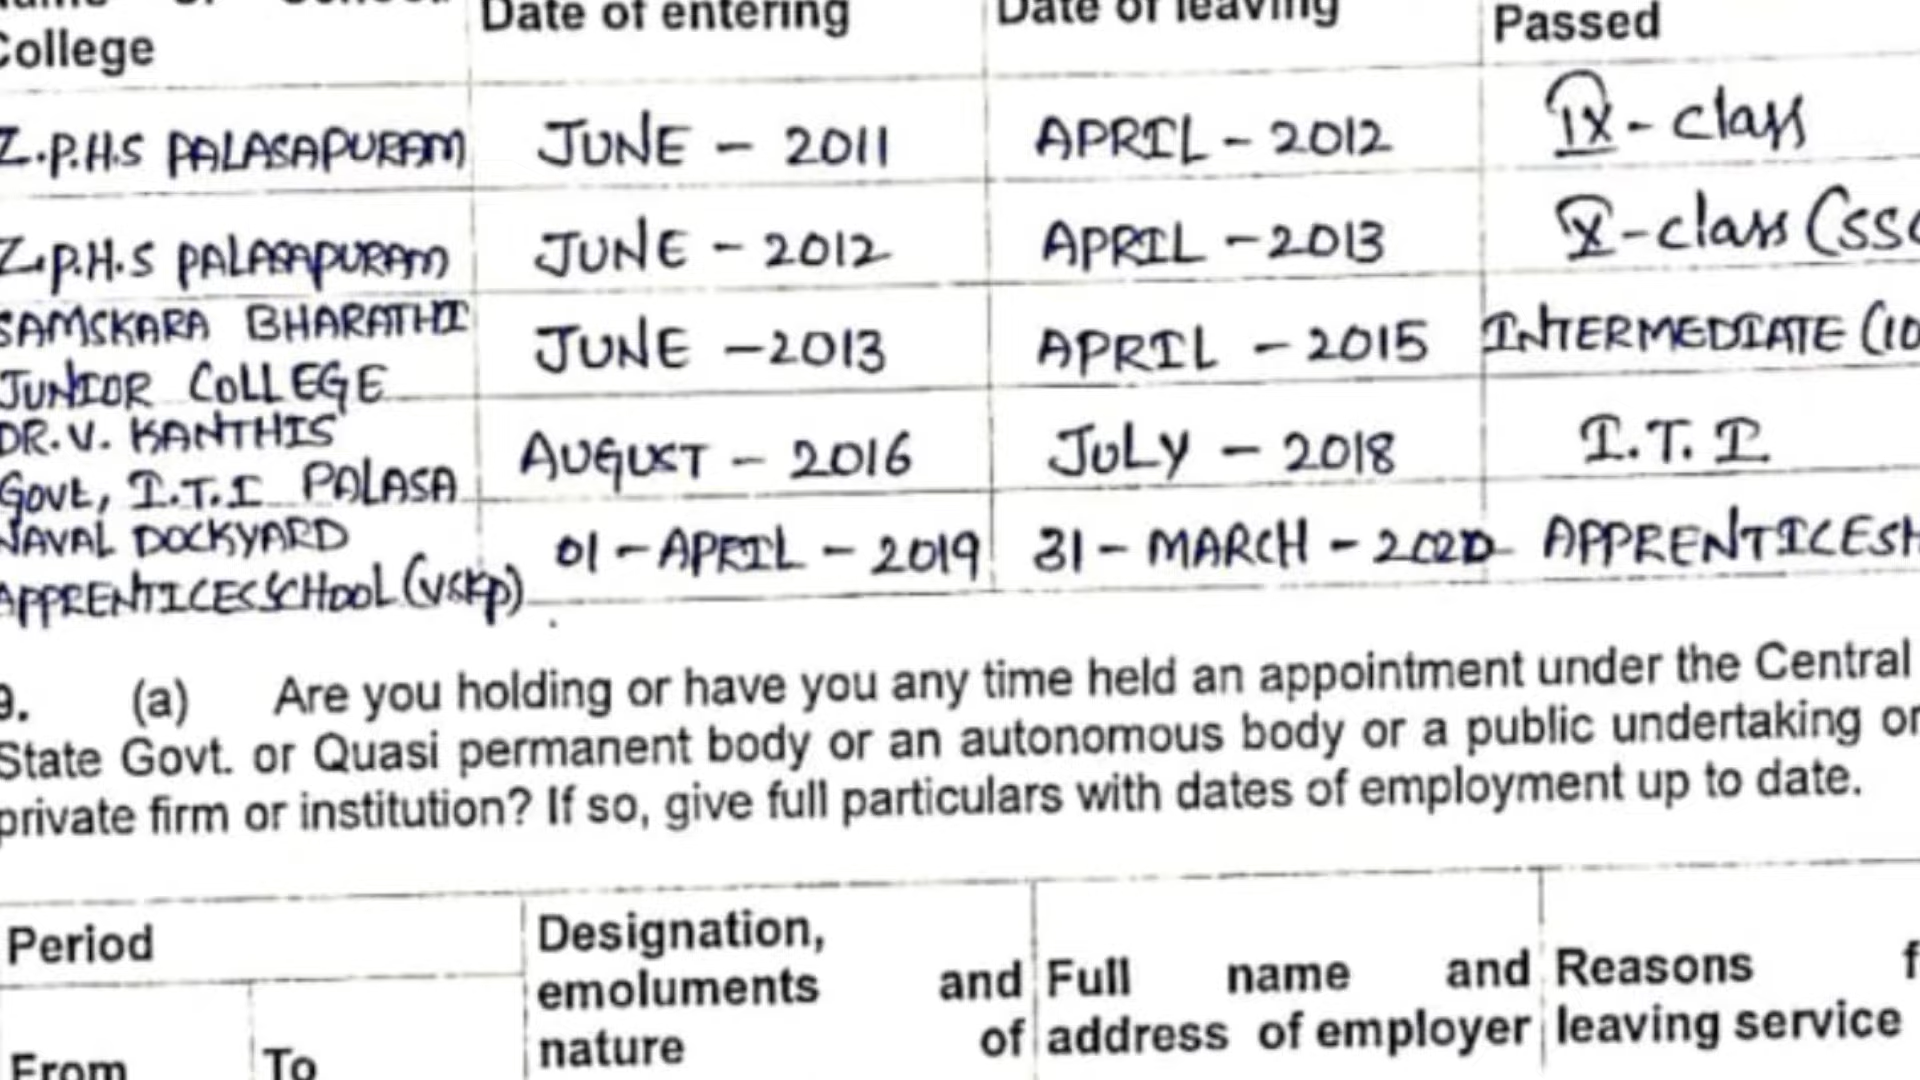 College Date of entering Date of leaving Passed
Z.P.H.S PALASAPURAM JUNE - 2011 APRIL - 2012 IX - class
Z.P.H.S PALASAPURAM JUNE - 2012 APRIL - 2013 X - class (SSC
SAMSKARA BHARATHI
JUNIOR COLLEGE JUNE - 2013 APRIL - 2015 INTERMEDIATE (10
DR. V. KANTHIS
Govt, I.T.I PALASA AUGUST - 2016 JULY - 2018 I.T.I
NAVAL DOCKYARD
APPRENTICES SCHOOL (VSKP) 01 - APRIL - 2019 31 - MARCH - 2020 APPRENTICESH
9. (a) Are you holding or have you any time held an appointment under the Central
State Govt. or Quasi permanent body or an autonomous body or a public undertaking or
private firm or institution? If so, give full particulars with dates of employment up to date.
Period
Designation,
emoluments and
nature of
Full name and
address of employer
Reasons f
leaving service
From To